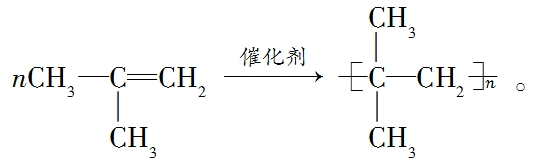 CH₃
nCH₃—C=CH₂ 催化剂 → —[C—CH₂]—ₙ 。
CH₃ CH₃